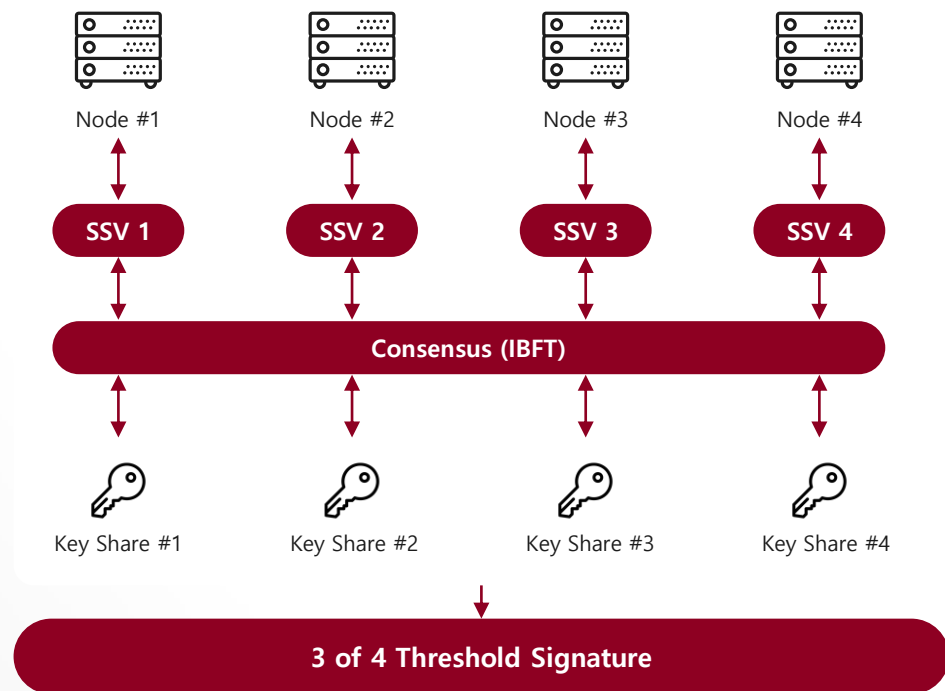 Node #1
Node #2
Node #3
Node #4
SSV 1
SSV 2
SSV 3
SSV 4
Consensus (IBFT)
Key Share #1
Key Share #2
Key Share #3
Key Share #4
3 of 4 Threshold Signature